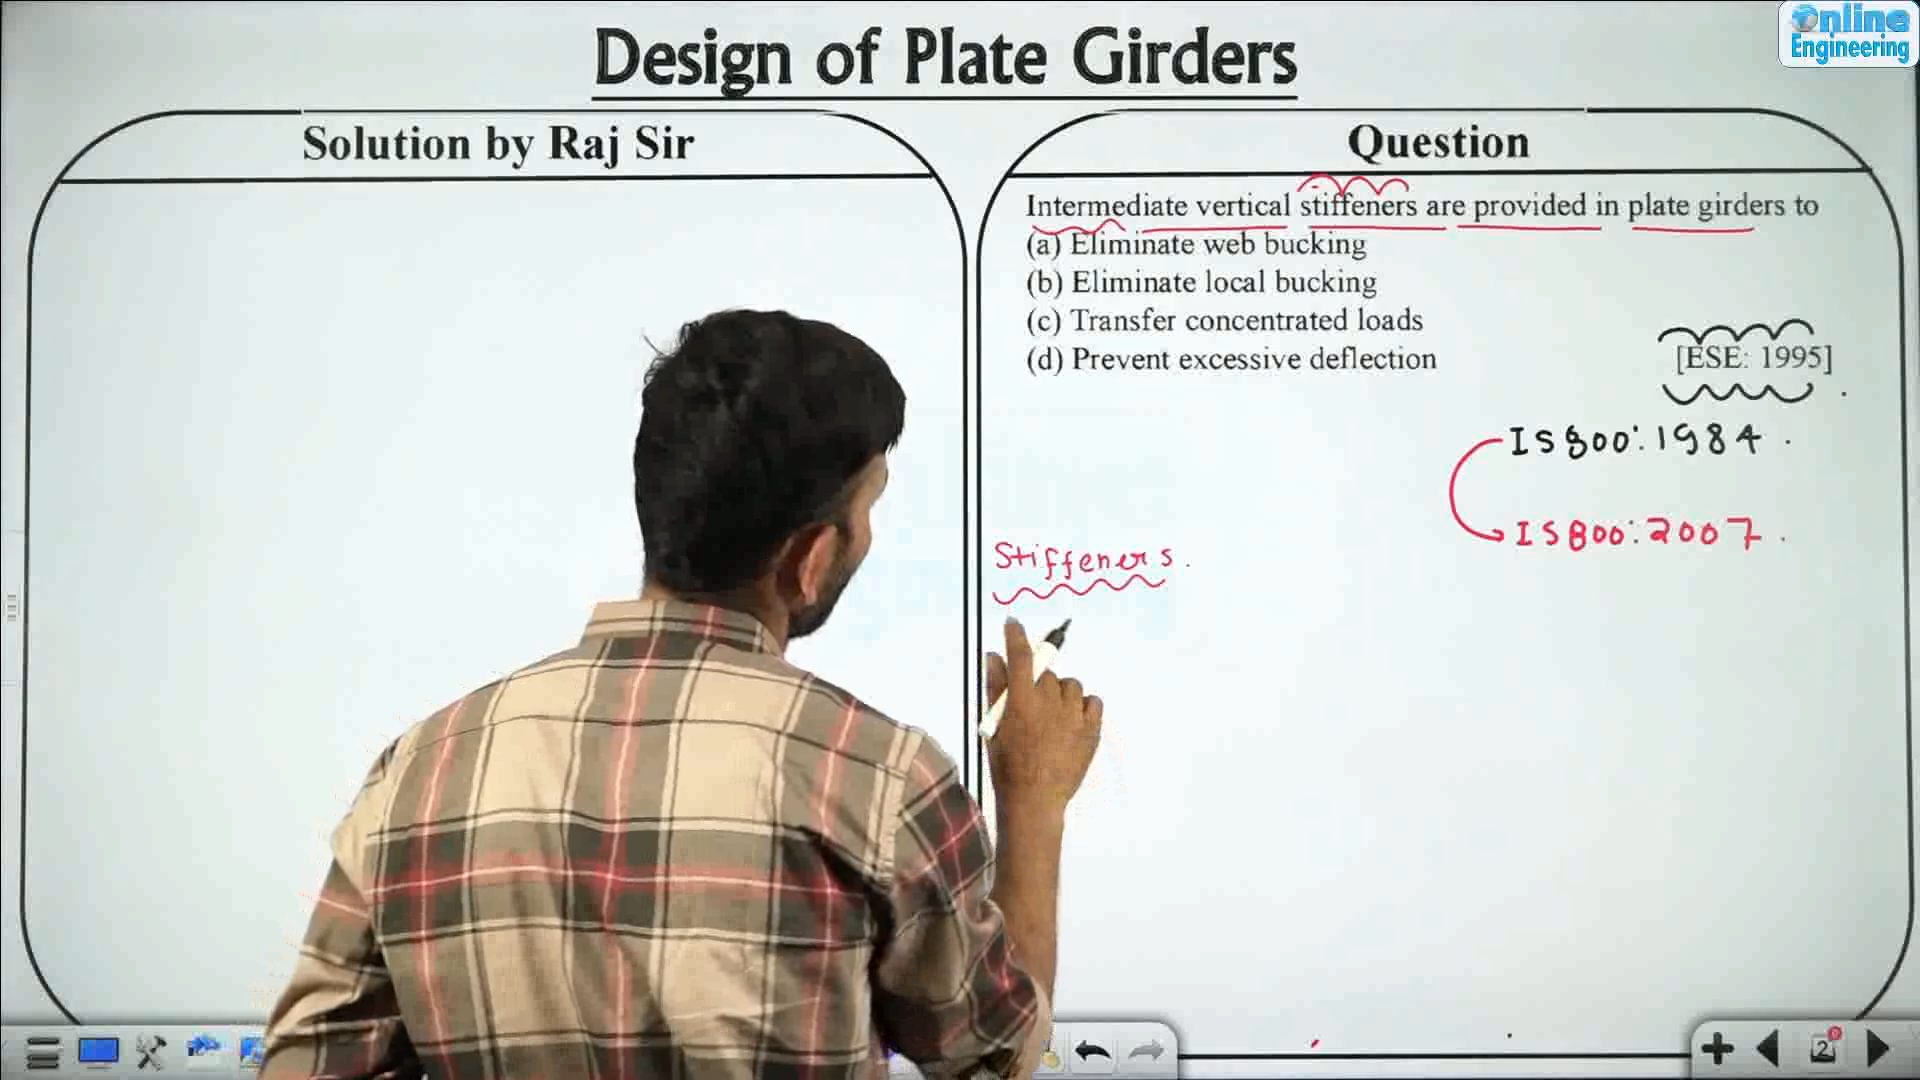 Online
Engineering
Design of Plate Girders
Solution by Raj Sir
Question
Intermediate vertical stiffeners are provided in plate girders to
(a) Eliminate web bucking
(b) Eliminate local bucking
(c) Transfer concentrated loads
(d) Prevent excessive deflection
[ESE: 1995]
IS 800:1984.
IS 800:2007.
Stiffeners.
2